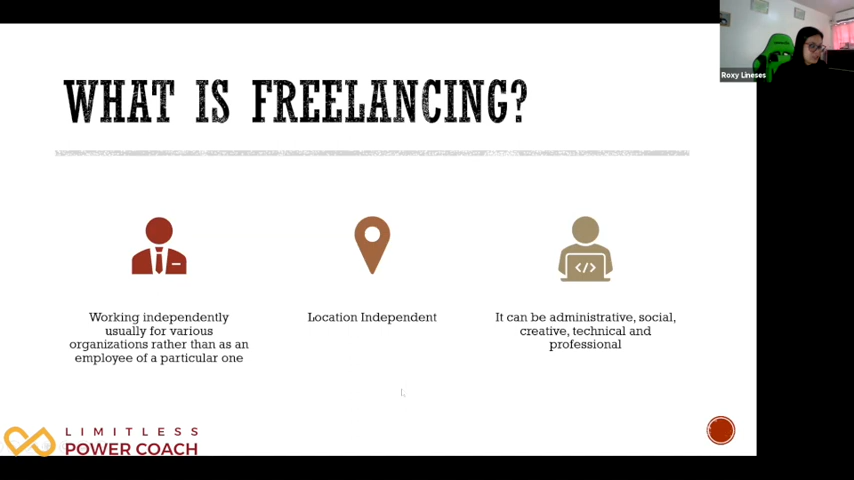 Roxy Lineses
WHAT IS FREELANCING?
</>
Working independently
usually for various
organizations rather than as an
employee of a particular one
Location Independent
It can be administrative, social,
creative, technical and
professional
LIMITLESS
POWER COACH